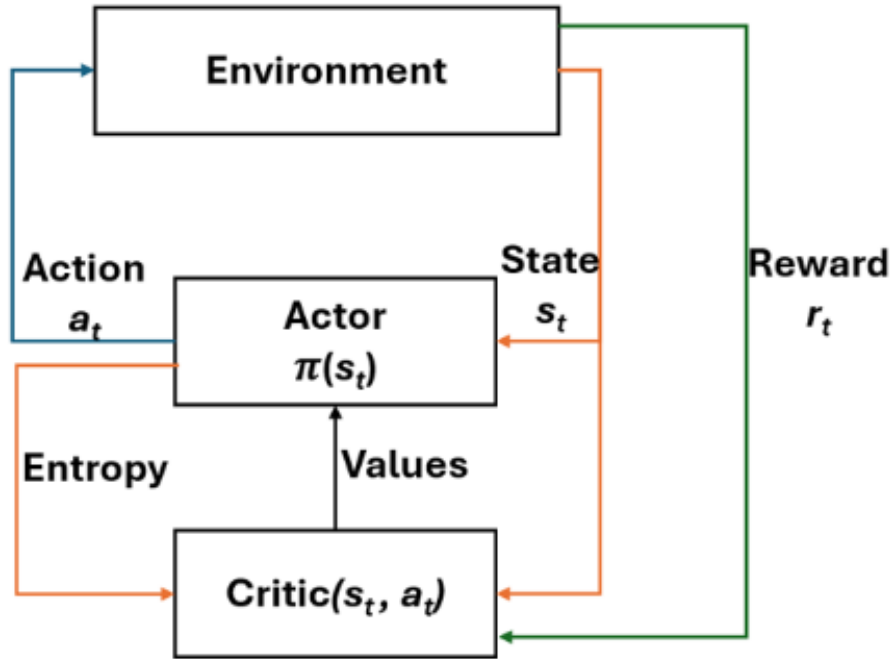 Environment
Action
a_t
State
s_t
Reward
r_t
Actor
π(s_t)
Entropy
Values
Critic(s_t, a_t)